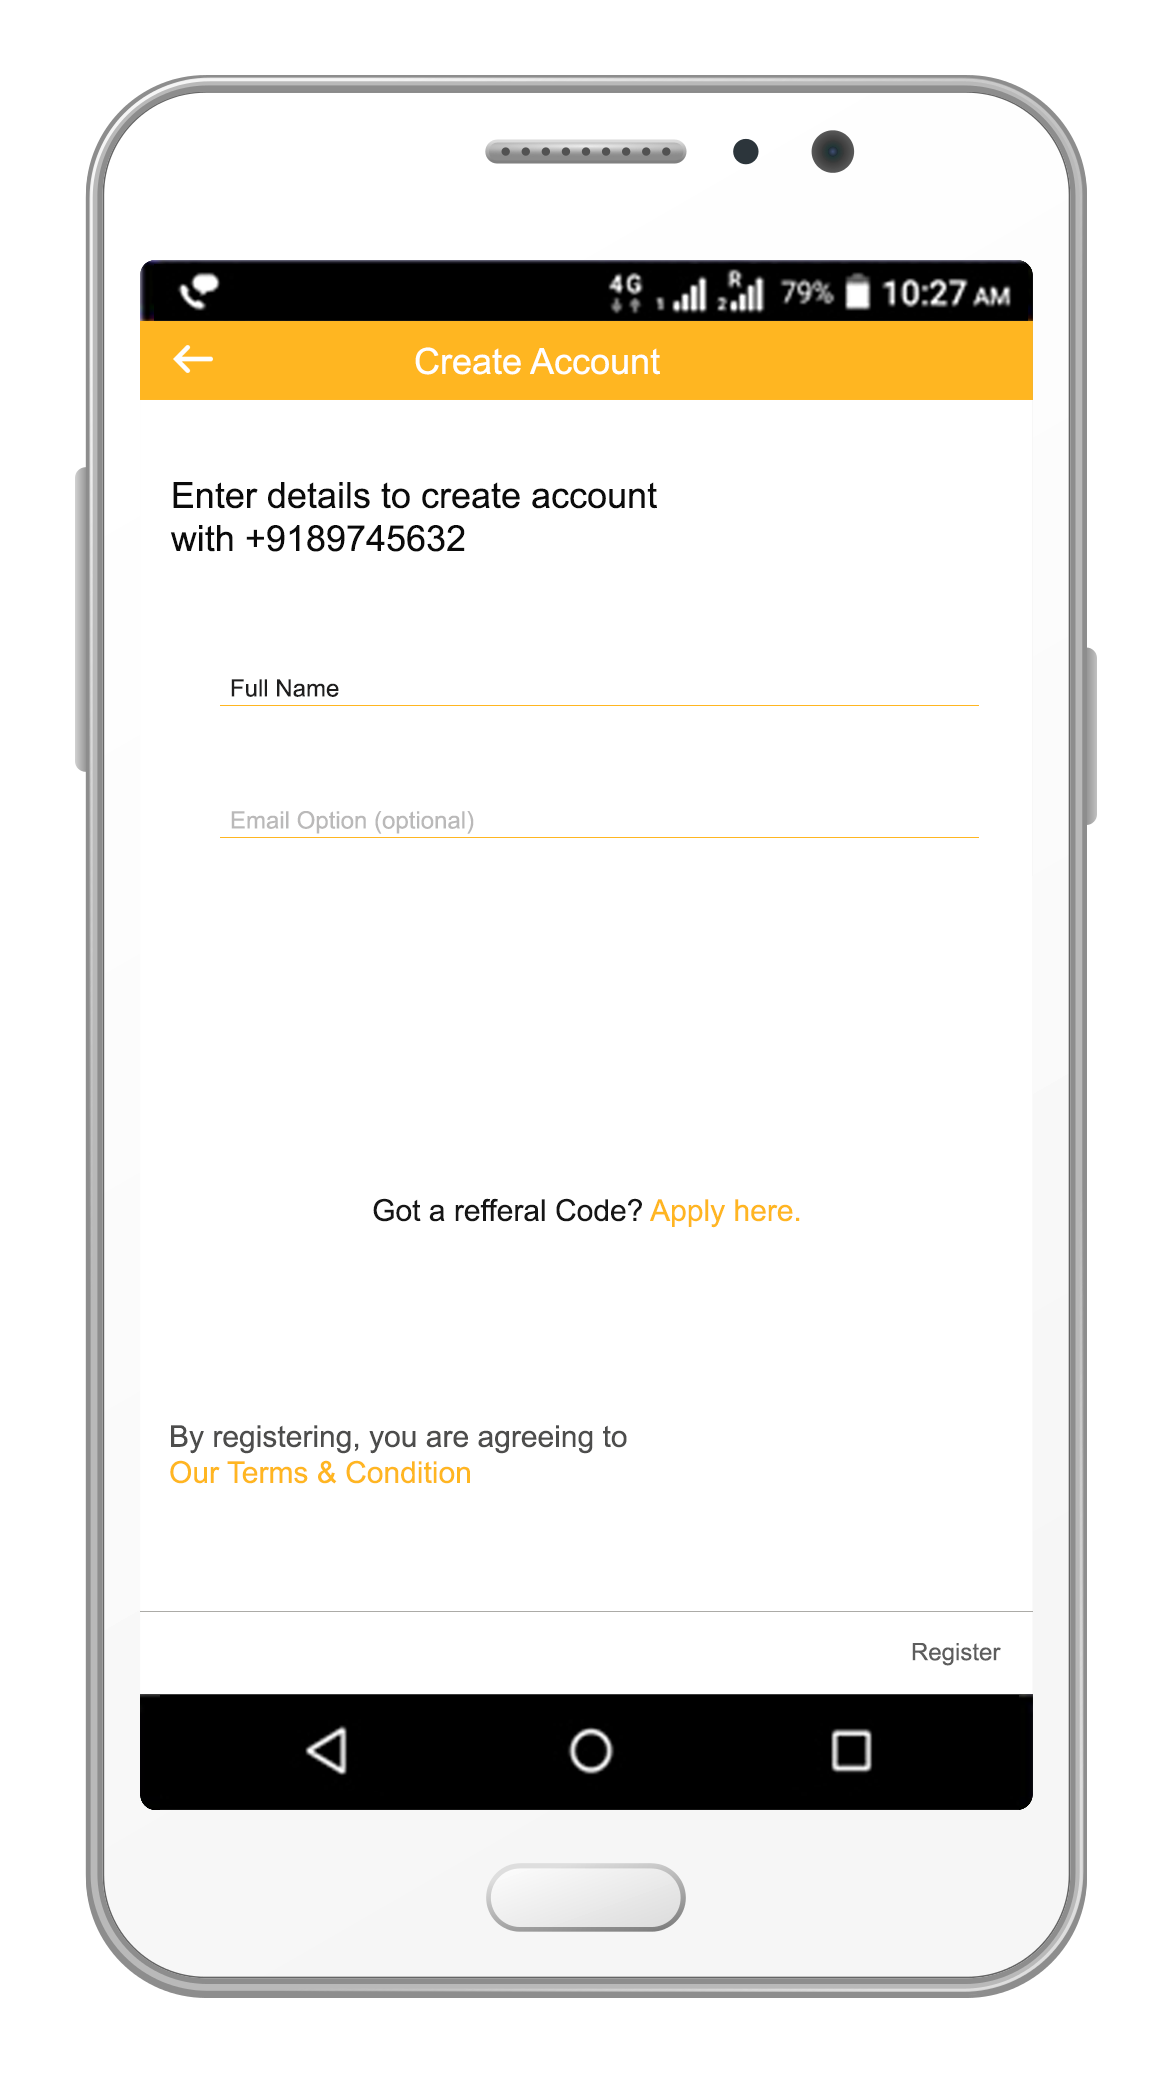 4G 1 2 R 79% 10:27 AM
Create Account
Enter details to create account
with +9189745632
Full Name
Email Option (optional)
Got a refferal Code? Apply here.
By registering, you are agreeing to
Our Terms & Condition
Register